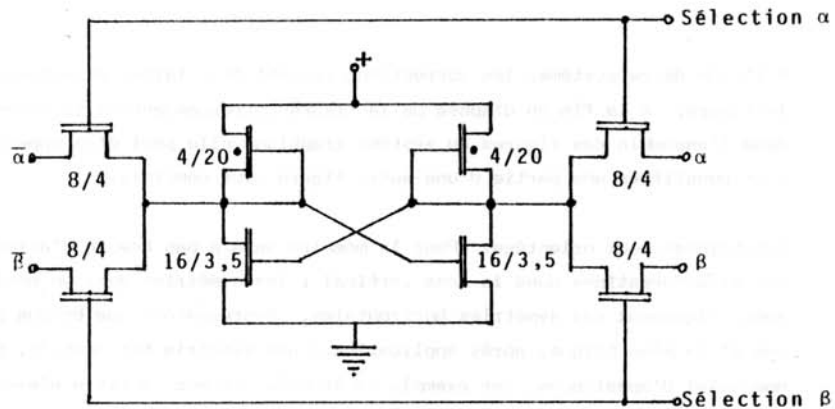 Sélection α
+
4/20 4/20
α α
8/4 8/4
8/4 8/4
16/3,5 16/3,5
β̅ β
Sélection β